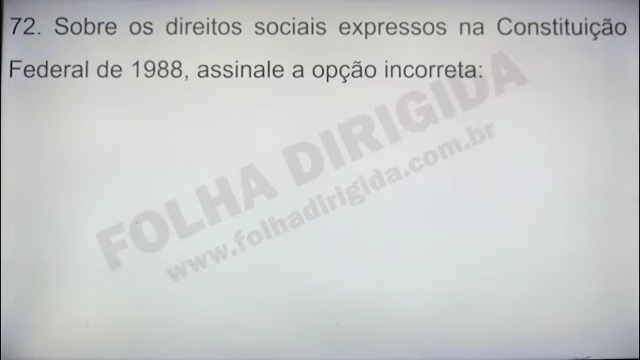 72. Sobre os direitos sociais expressos na Constituição
Federal de 1988, assinale a opção incorreta:
FOLHA DIRIGIDA
www.folhadirigida.com.br